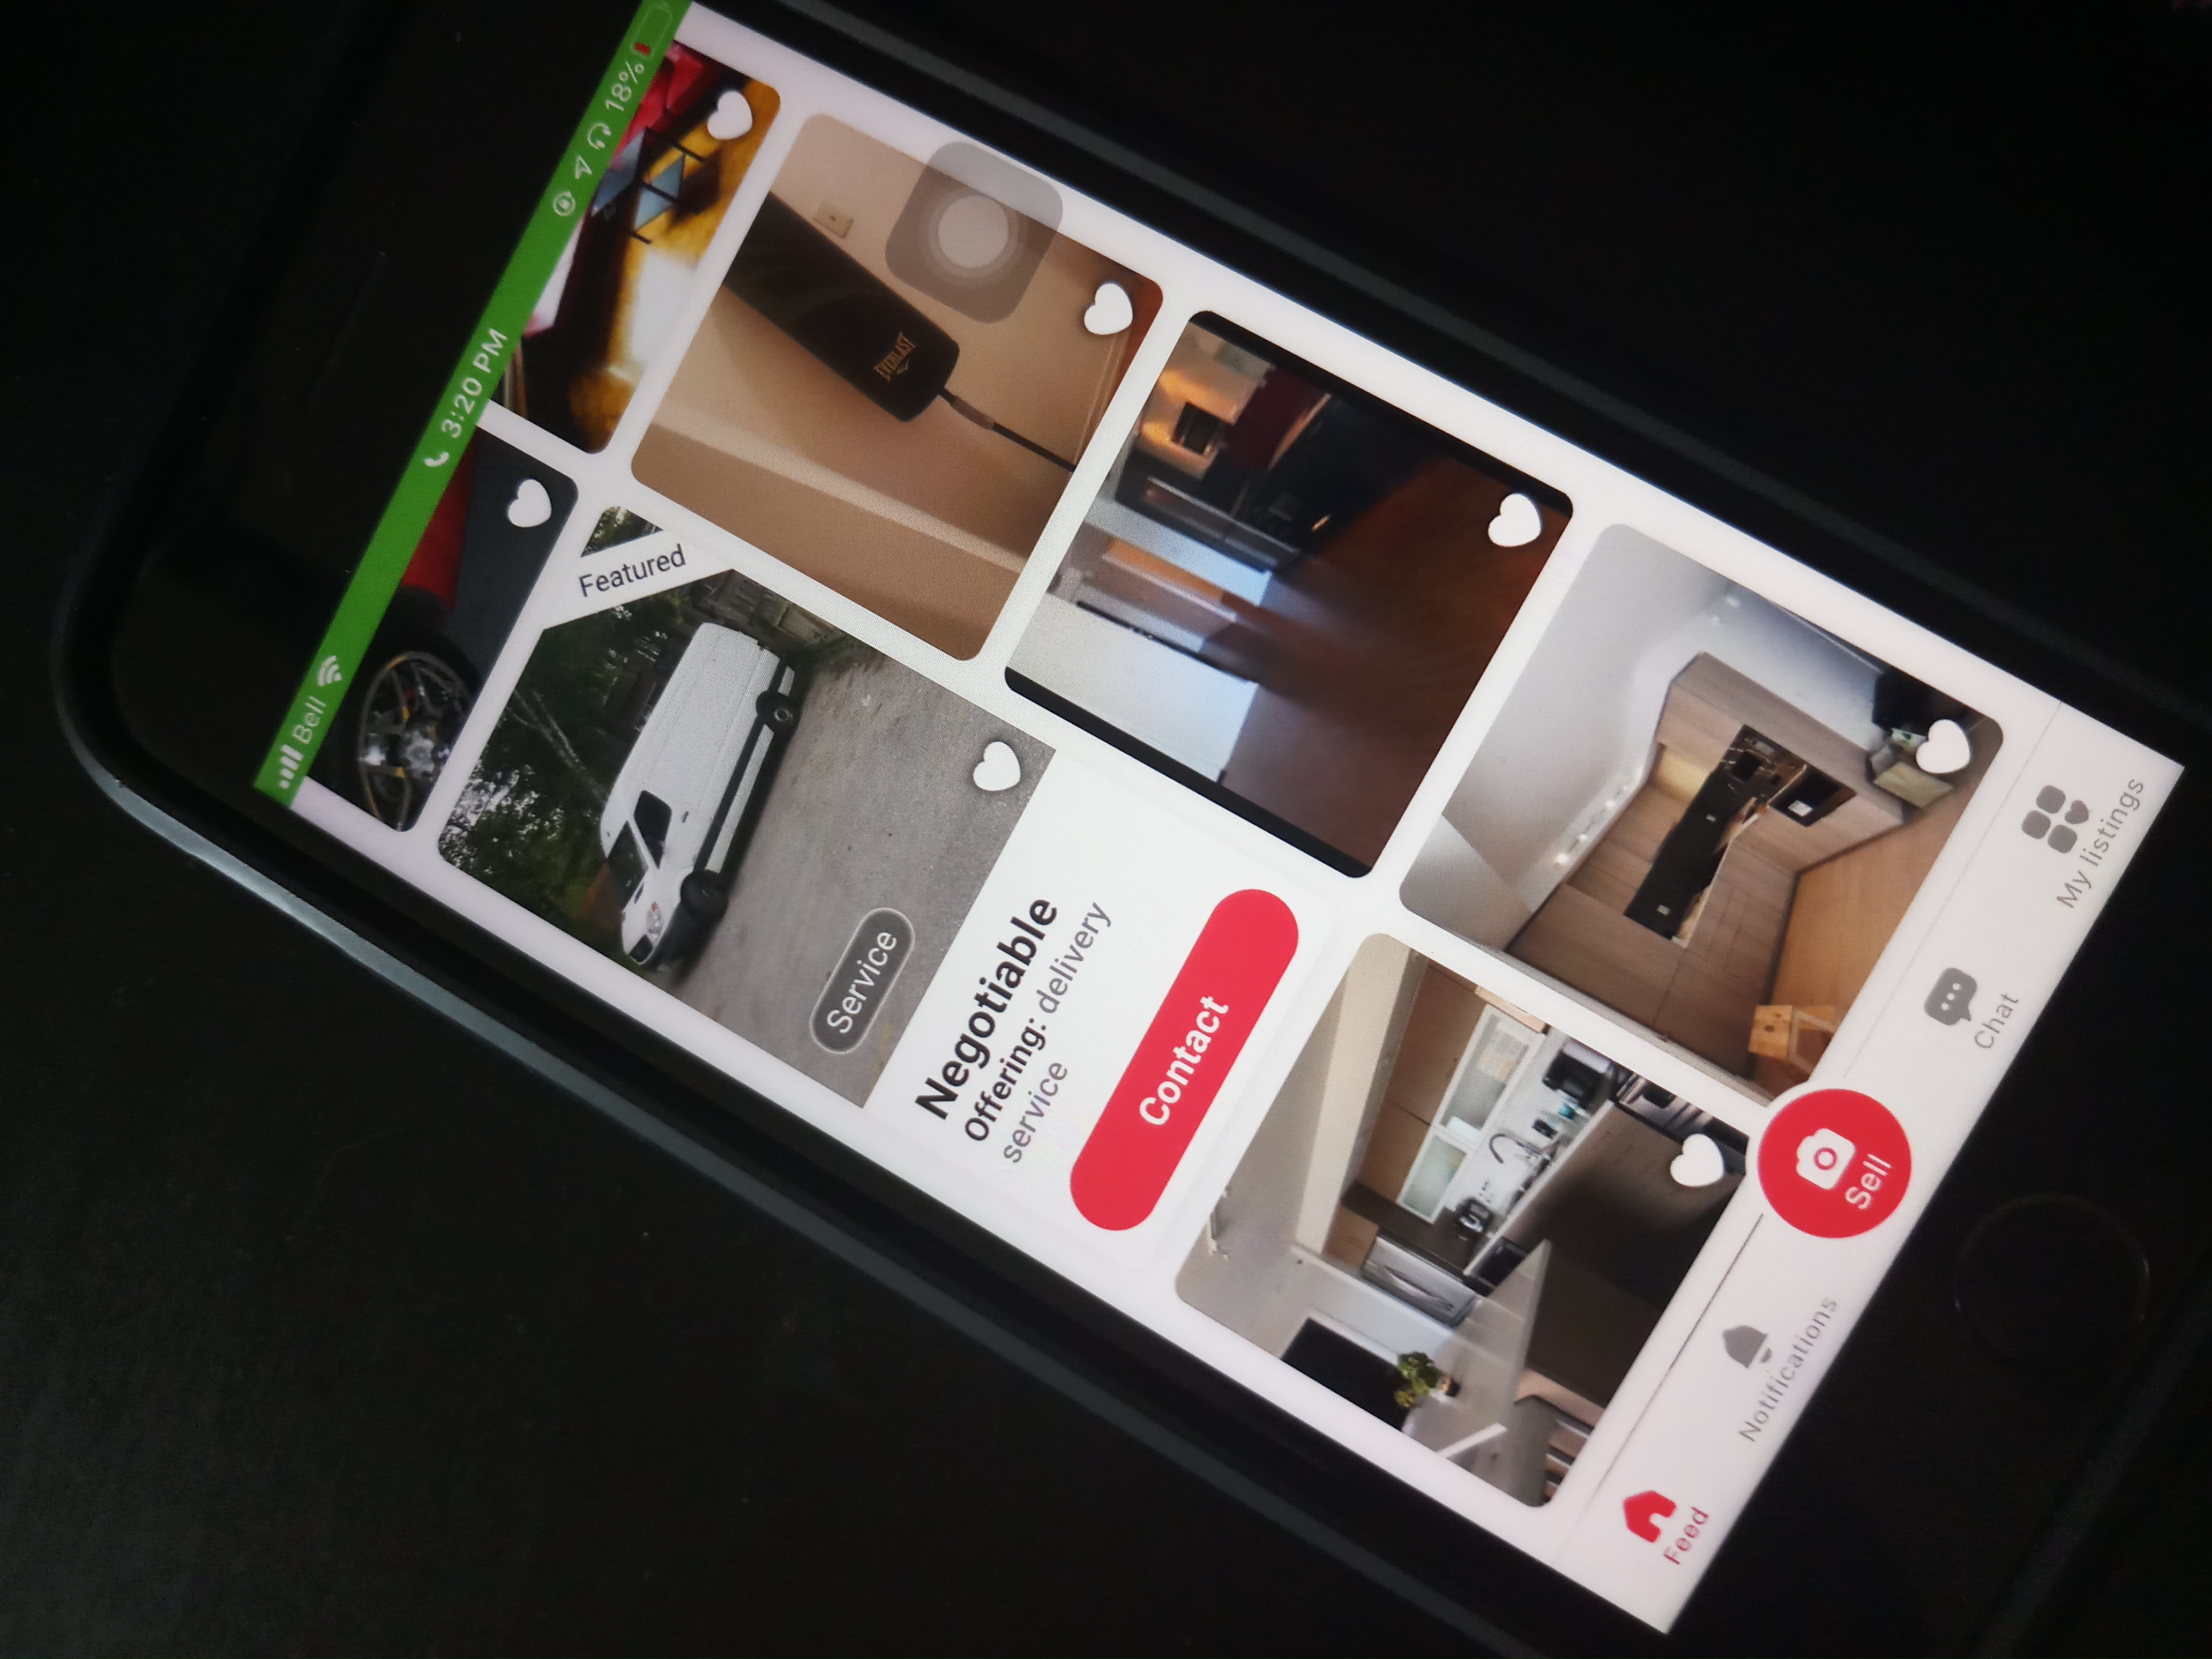 Bell
3:20 PM
18%
Featured
EVERLAST
Service
Negotiable
Offering: delivery
service
Contact
Feed
Notifications
Sell
Chat
My listings